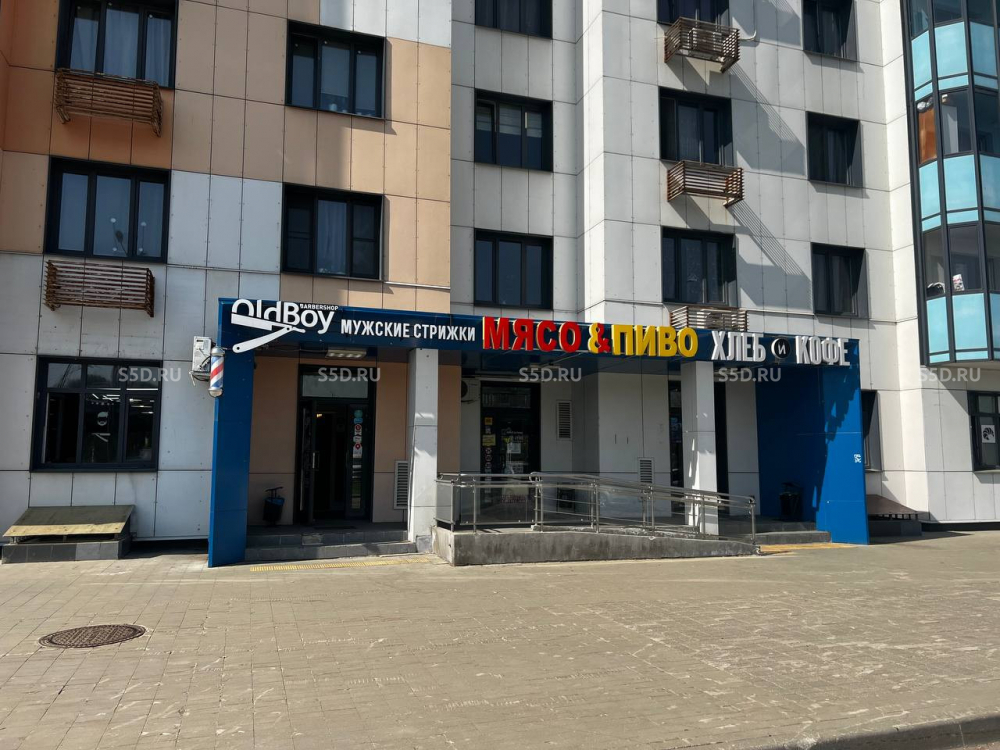 BARBERSHOP
OldBoy МУЖСКИЕ СТРИЖКИ МЯСО &ПИВО ХЛЕБ и КОФЕ
S5D.RU S5D.RU S5D.RU S5D.RU S5D.RU